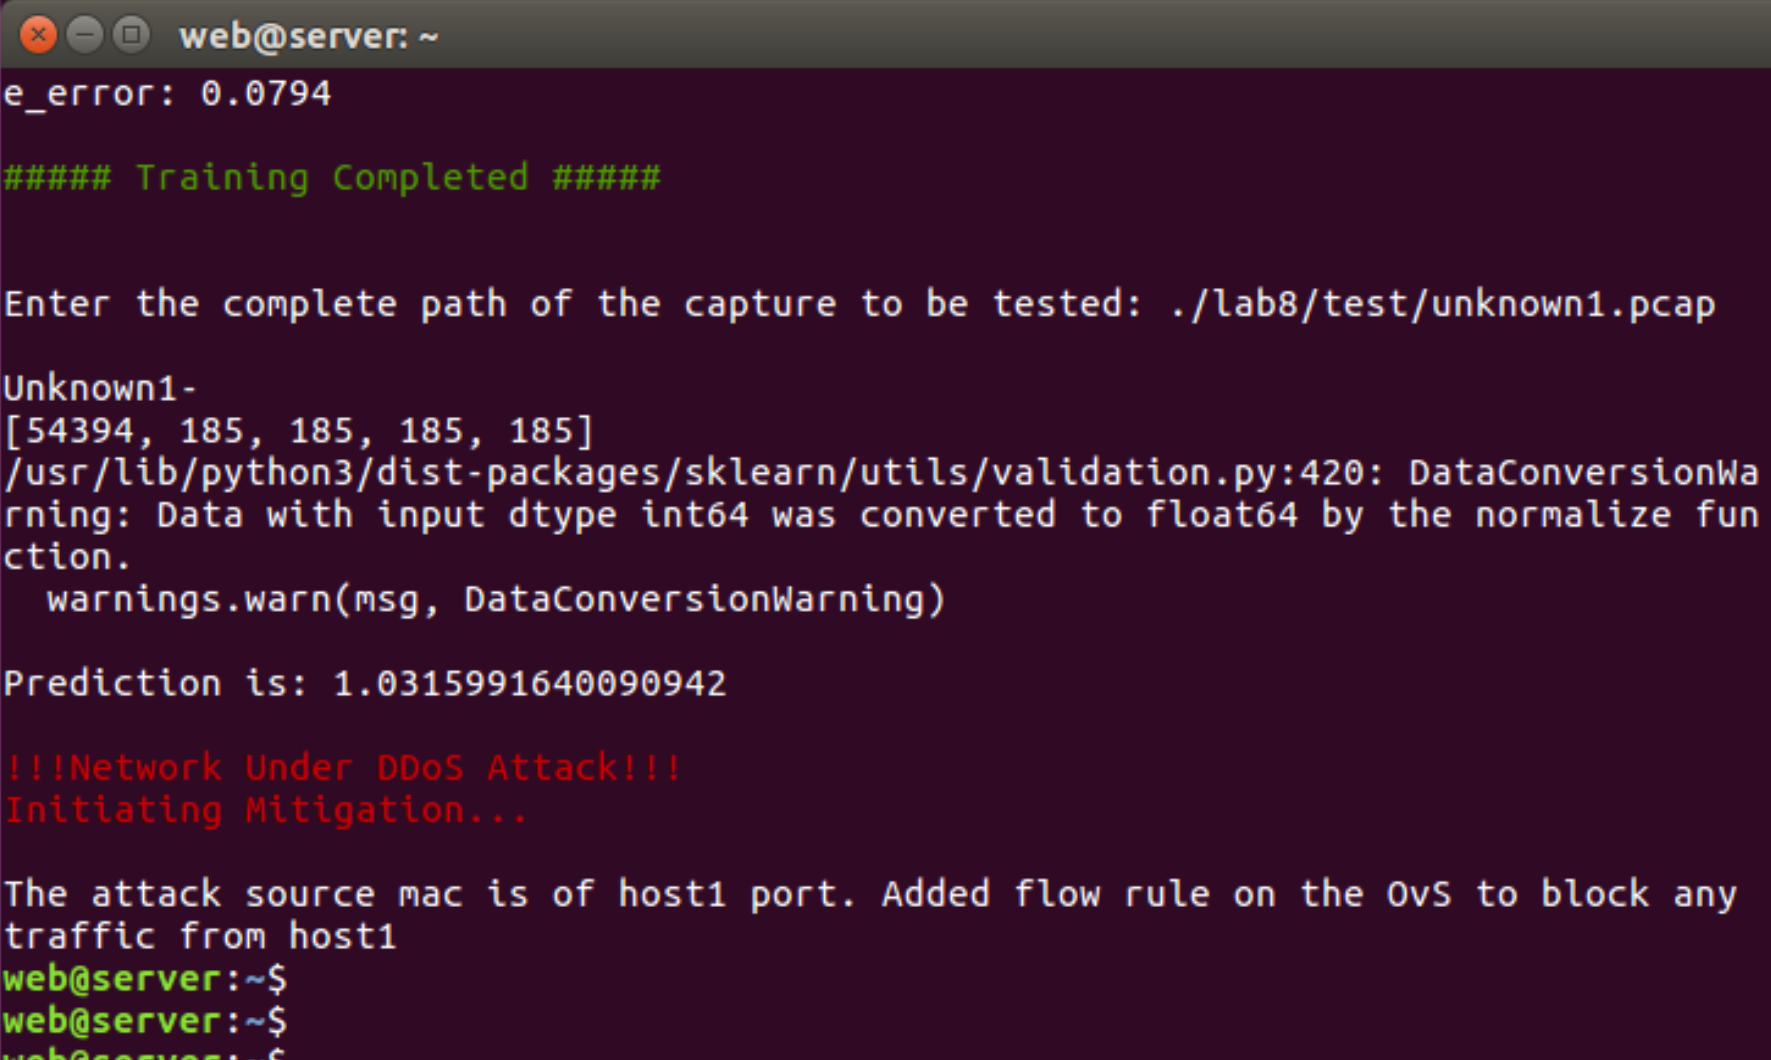 web@server: ~
e_error: 0.0794
##### Training Completed #####
Enter the complete path of the capture to be tested: ./lab8/test/unknown1.pcap
Unknown1-
[54394, 185, 185, 185, 185]
/usr/lib/python3/dist-packages/sklearn/utils/validation.py:420: DataConversionWa
rning: Data with input dtype int64 was converted to float64 by the normalize fun
ction.
  warnings.warn(msg, DataConversionWarning)
Prediction is: 1.0315991640090942
!!!Network Under DDoS Attack!!!
Initiating Mitigation...
The attack source mac is of host1 port. Added flow rule on the OvS to block any
traffic from host1
web@server:~$
web@server:~$
web@server:~$